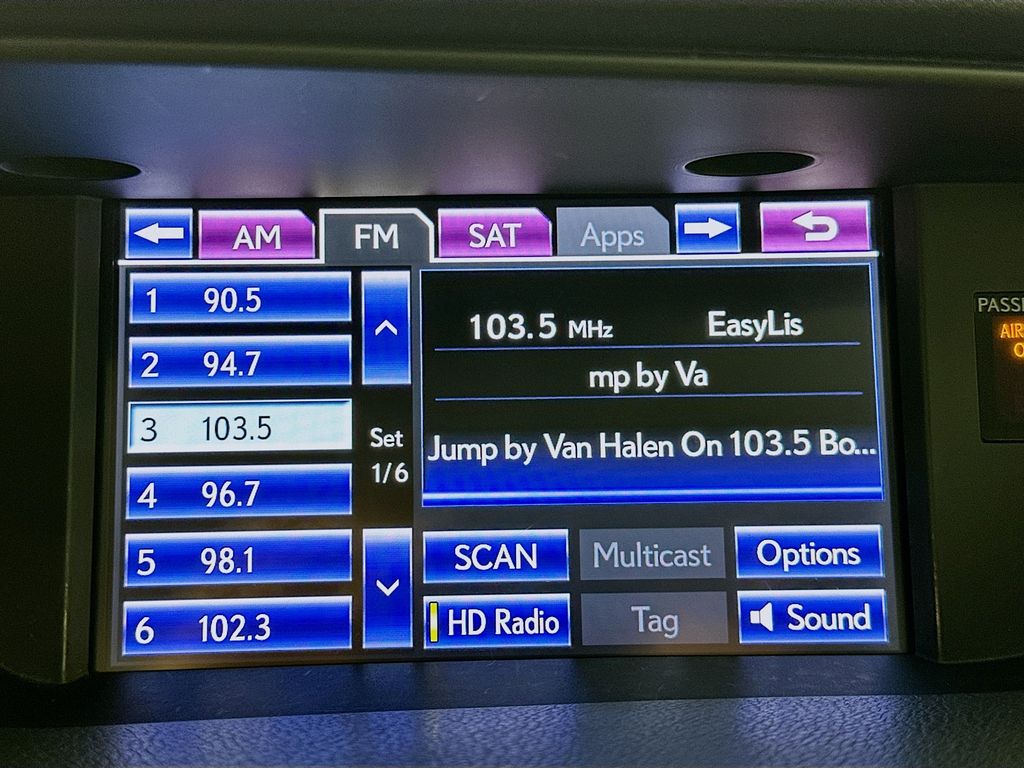 AM FM SAT Apps
1 90.5
2 94.7
3 103.5
4 96.7
5 98.1
6 102.3
Set
1/6
103.5 MHz EasyLis
mp by Va
Jump by Van Halen On 103.5 Bo...
SCAN Multicast Options
HD Radio Tag Sound
PASSE
AIR
O